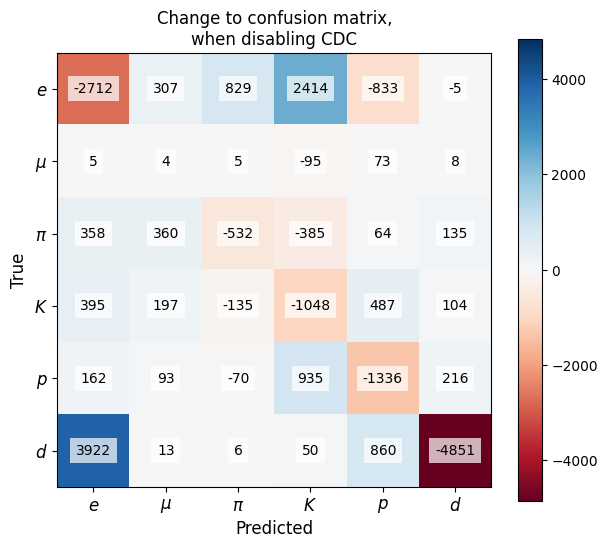 Change to confusion matrix,
when disabling CDC
e -2712 307 829 2414 -833 -5
μ 5 4 5 -95 73 8
π 358 360 -532 -385 64 135
K 395 197 -135 -1048 487 104
p 162 93 -70 935 -1336 216
d 3922 13 6 50 860 -4851
e μ π K p d
Predicted
True
4000
2000
0
−2000
−4000